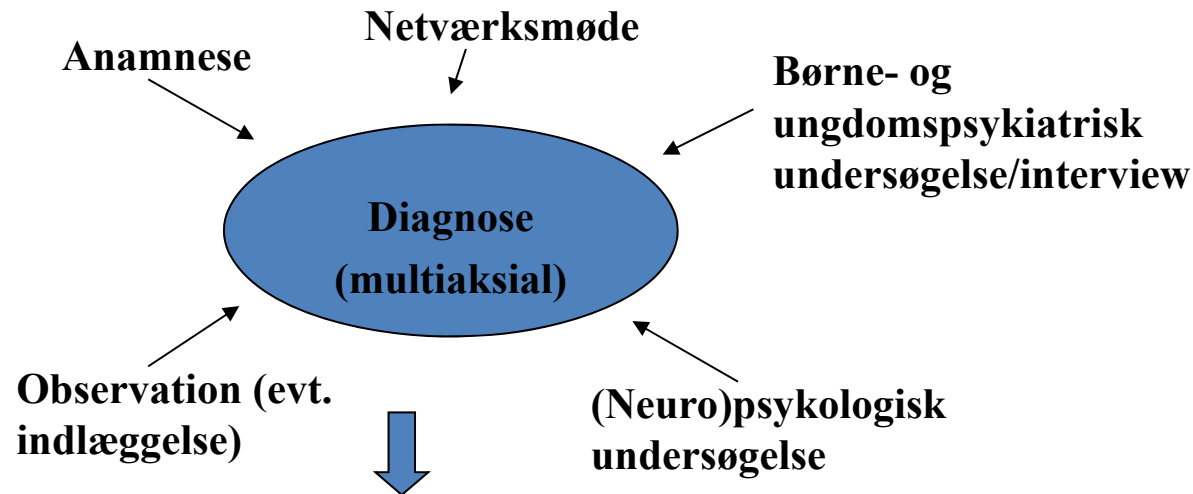 Netværksmøde
Anamnese
Børne- og
ungdomspsykiatrisk
undersøgelse/interview
Diagnose
(multiaksial)
Observation (evt.
indlæggelse)
(Neuro)psykologisk
undersøgelse